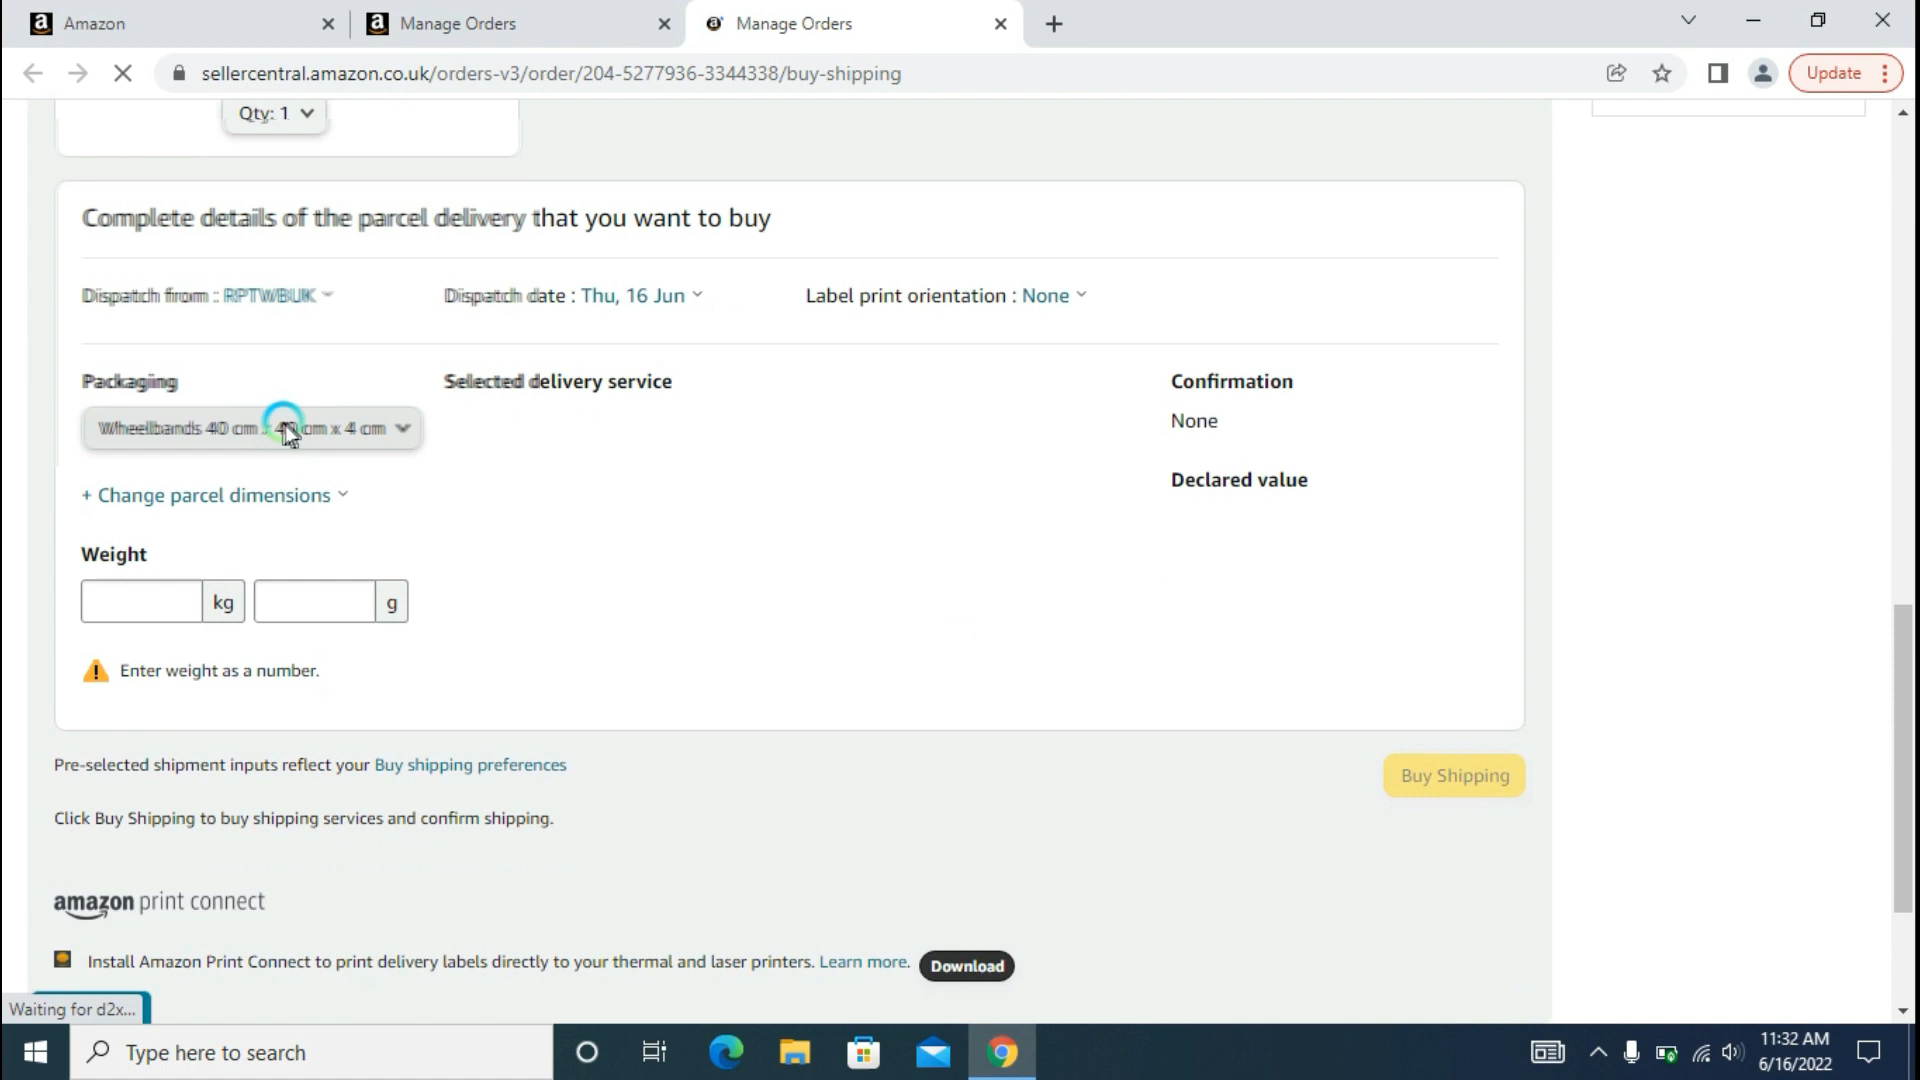 Amazon
Manage Orders
Manage Orders
sellercentral.amazon.co.uk/orders-v3/order/204-5277936-3344338/buy-shipping
Update
Qty: 1
Complete details of the parcel delivery that you want to buy
Dispatch from : RPTWBUK
Dispatch date : Thu, 16 Jun
Label print orientation : None
Packaging
Selected delivery service
Confirmation
Wheelbands 40 cm x 40 cm x 4 cm
None
+ Change parcel dimensions
Declared value
Weight
kg
g
Enter weight as a number.
Pre-selected shipment inputs reflect your Buy shipping preferences
Buy Shipping
Click Buy Shipping to buy shipping services and confirm shipping.
amazon print connect
Install Amazon Print Connect to print delivery labels directly to your thermal and laser printers. Learn more.
Download
Waiting for d2x...
Type here to search
11:32 AM
6/16/2022